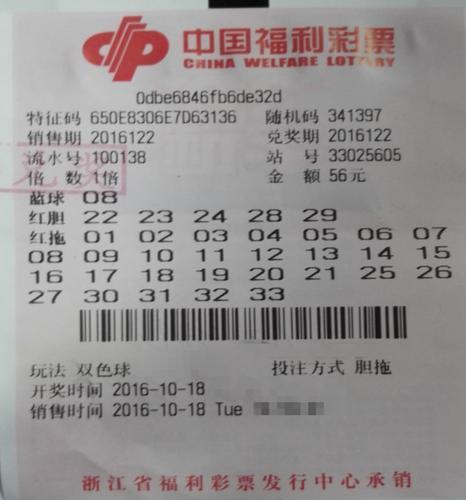 中国福利彩票
CHINA WELFARE LOTTERY
0dbe6846fb6de32d
特征码 650E8306E7D63136 随机码 341397
销售期 2016122 兑奖期 2016122
流水号 100138 站 号 33025605
倍 数 1倍 金 额 56元
蓝球 08
红胆 22 23 24 28 29
红拖 01 02 03 04 05 06 07
08 09 10 11 12 13 14 15
16 17 18 19 20 21 25 26
27 30 31 32 33
玩法 双色球 投注方式 胆拖
开奖时间 2016-10-18
销售时间 2016-10-18 Tue
浙江省福利彩票发行中心承销